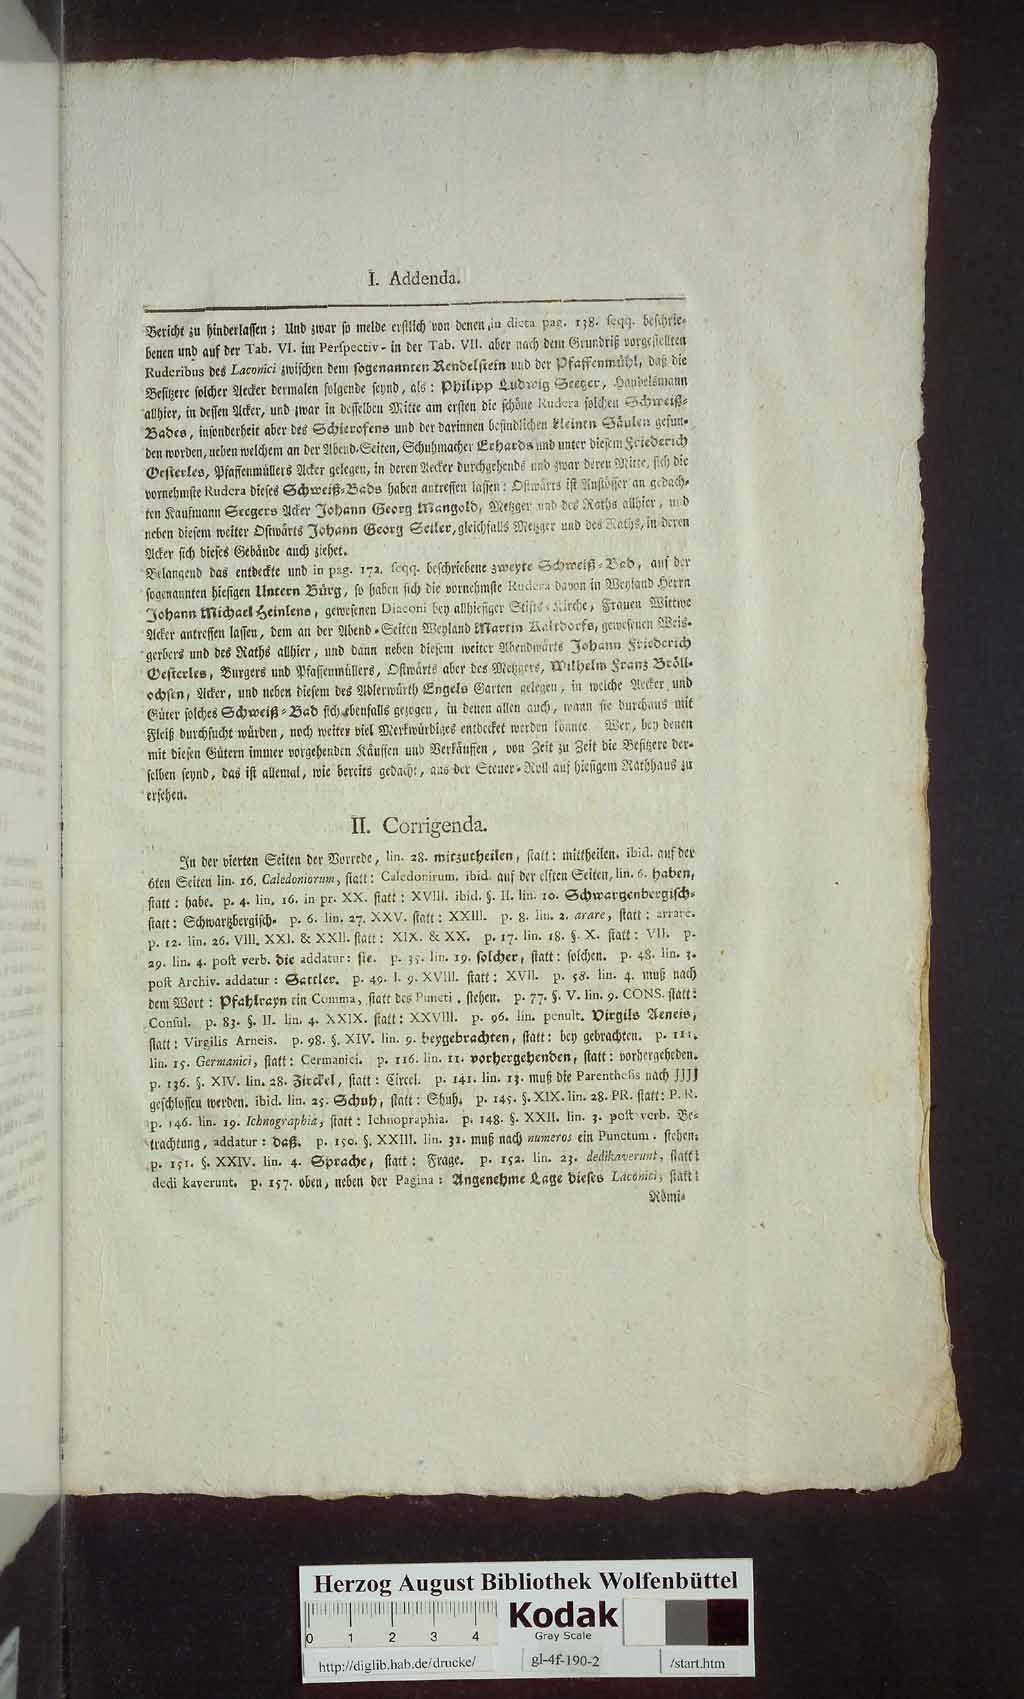 I. Addenda.
Bericht zu hinderlassen; Und zwar so melde erstlich von denen in dicta pag. 138. seqq. beschrie-
benen und auf der Tab. VI. im Perspectiv- in der Tab. VII. aber nach dem Grundriß vorgestellten
Ruderibus des Laconici zwischen dem sogenannten Rendelstein und der Pfaffenmühl, daß die
Besitzere solcher Aecker dermalen folgende seynd, als: Philipp Ludwig Seeger, Handelsmann
allhier, in dessen Acker, und zwar in desselben Mitte am ersten die schöne Rudera solchen Schweiß-
Bades, insonderheit aber des Schierofens und der darinnen befindlichen kleinen Säulen gefun-
den worden, neben welchem an der Abend-Seiten, Schuhmacher Erhards und unter diesem Friederich
Oesterles, Pfaffenmüllers Acker gelegen, in deren Aecker durchgehends und zwar deren Mitte, sich die
vornehmste Rudera dieses Schweiß-Bads haben antreffen lassen: Ostwärts ist Anstösser an gedach-
ten Kaufmann Seegers Acker Johann Georg Mangold, Metzger und des Raths allhier, und
neben diesem weiter Ostwärts Johann Georg Seiler, gleichfalls Metzger und des Raths, in deren
Acker sich dieses Gebäude auch ziehet.
Belangend das entdeckte und in pag. 172. seqq. beschriebene zweyte Schweiß-Bad, auf der
sogenannten hiesigen Untern Bürg, so haben sich die vornehmste Rudera davon in Weyland Herrn
Johann Michael Heinlens, gewesenen Diaconi bey allhiesiger Stifts-Kirche, Frauen Wittwe
Acker antreffen lassen, dem an der Abend-Seiten Weyland Martin Kaltdorfs, gewesenen Weis-
gerbers und des Raths allhier, und dann neben diesem weiter Abendwärts Johann Friederich
Oesterles, Burgers und Pfaffenmüllers, Ostwärts aber des Metzgers, Wilhelm Franz Bröll-
ochsen, Acker, und neben diesem des Adlerwürth Engels Garten gelegen, in welche Aecker und
Güter solches Schweiß-Bad sich ebenfalls gezogen, in denen allen auch, wann sie durchaus mit
Fleiß durchsucht würden, noch weiter viel Merkwürdiges entdecket werden könnte. Wer, bey denen
mit diesen Gütern immer vorgehenden Käuffen und Verkäuffen, von Zeit zu Zeit die Besitzere der-
selben seynd, das ist allemal, wie bereits gedacht, aus der Steuer-Roll auf hiesigem Rathhaus zu
ersehen.
II. Corrigenda.
In der vierten Seiten der Vorrede, lin. 28. mitzutheilen, statt: mittheilen. ibid. auf der
6ten Seiten lin. 16. Caledoniorum, statt: Caledonirum. ibid. auf der elften Seiten, lin. 6. haben,
statt: habe. p. 4. lin. 16. in pr. XX. statt: XVIII. ibid. §. II. lin. 10. Schwartzenbergisch-
statt: Schwartzbergisch. p. 6. lin. 27. XXV. statt: XXIII. p. 8. lin. 2. arare, statt: arrare.
p. 12. lin. 26. VIII. XXI. & XXII. statt: XIX. & XX. p. 17. lin. 18. §. X. statt: VII. p.
29. lin. 4. post verb. die addatur: sie. p. 35. lin. 19. solcher, statt: solchen. p. 48. lin. 3.
post Archiv. addatur: Sattler. p. 49. l. 9. XVIII. statt: XVII. p. 58. lin. 4. muß nach
dem Wort: Pfahlrayn ein Comma, statt des Puncti. stehen. p. 77. §. V. lin. 9. CONS. statt:
Consul. p. 83. §. II. lin. 4. XXIX. statt: XXVIII. p. 96. lin. penult. Virgils Aeneis,
statt: Virgilis Arneis. p. 98. §. XIV. lin. 9. beygebrachten, statt: bey gebrachten. p. 111.
lin. 15. Germanici, statt: Cermanici. p. 116. lin. 11. vorhergehenden, statt: vorhergeheden.
p. 136. §. XIV. lin. 28. Zirckel, statt: Circel. p. 141. lin. 13. muß die Parenthesis nach JJJJ
geschlossen werden. ibid. lin. 25. Schuh, statt: Shuh. p. 145. §. XIX. lin. 28. PR. statt: P. R.
p. 146. lin. 19. Ichnographia, statt: Ichnopraphia. p. 148. §. XXII. lin. 3. post verb. Be-
trachtung, addatur: daß. p. 150. §. XXIII. lin. 31. muß nach numeros ein Punctum. stehen.
p. 151. §. XXIV. lin. 4. Sprache, statt: Frage. p. 152. lin. 23. dedikaverunt, statt:
dedi kaverunt. p. 157. oben, neben der Pagina: Angenehme Lage dieses Laconici, statt:
Römi-
Herzog August Bibliothek Wolfenbüttel
0 1 2 3 4
Kodak
Gray Scale
http://diglib.hab.de/drucke/ gl-4f-190-2 /start.htm